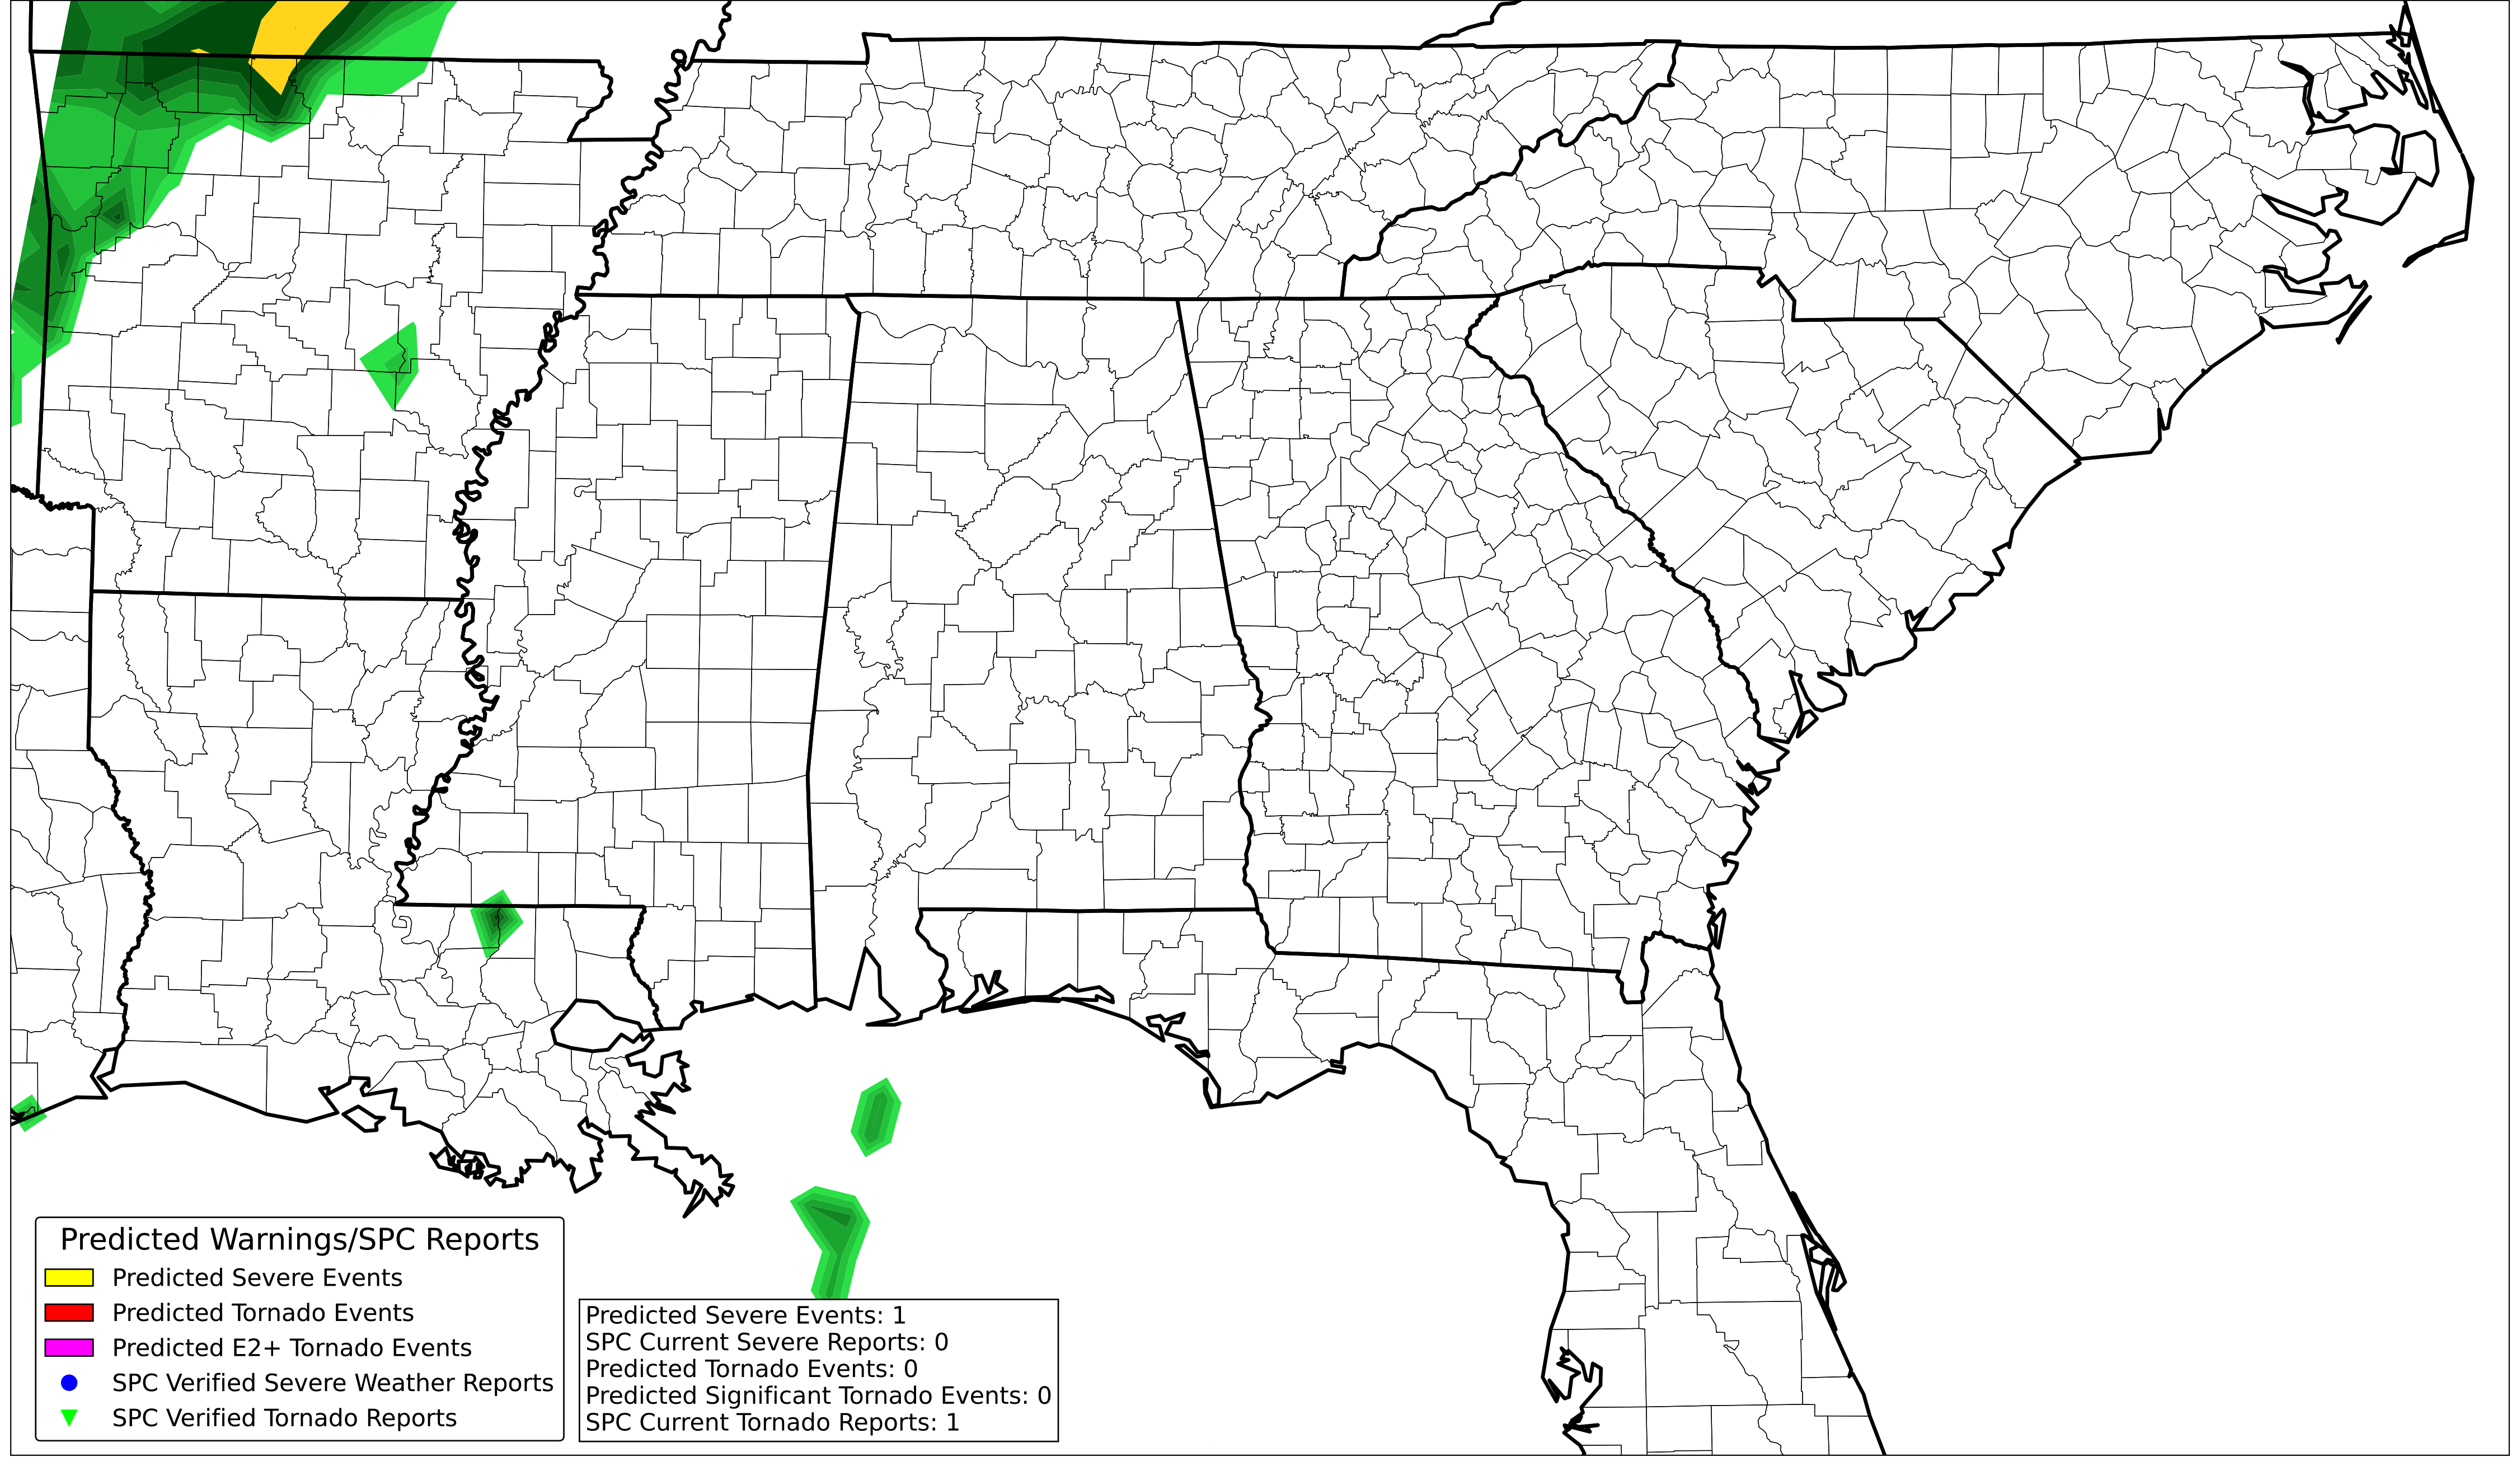 Predicted Warnings/SPC Reports
Predicted Severe Events
Predicted Tornado Events
Predicted E2+ Tornado Events
SPC Verified Severe Weather Reports
SPC Verified Tornado Reports
Predicted Severe Events: 1
SPC Current Severe Reports: 0
Predicted Tornado Events: 0
Predicted Significant Tornado Events: 0
SPC Current Tornado Reports: 1